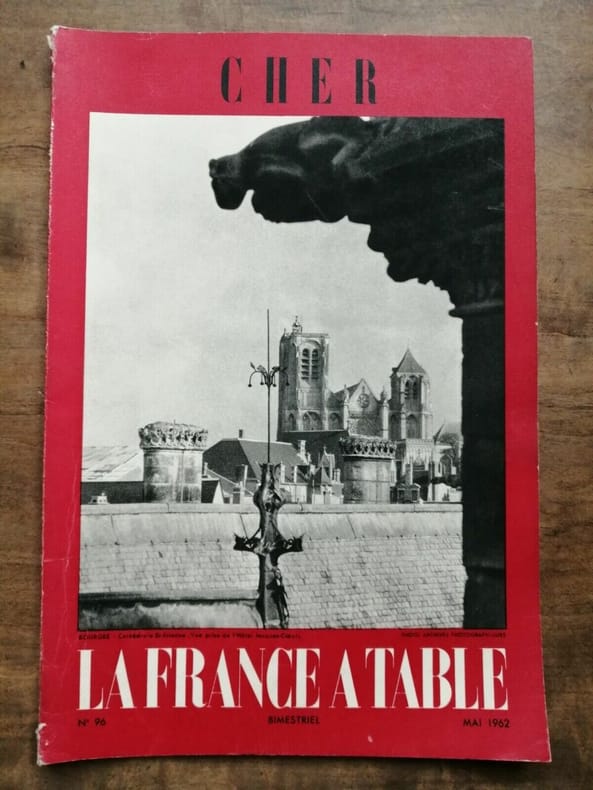 CHER
BOURGES - Cathédrale St-Etienne. Vue prise de l'Hôtel Jacques-Cœur.
PHOTO ARCHIVES PHOTOGRAPHIQUES
LA FRANCE A TABLE
N° 96
BIMESTRIEL
MAI 1962